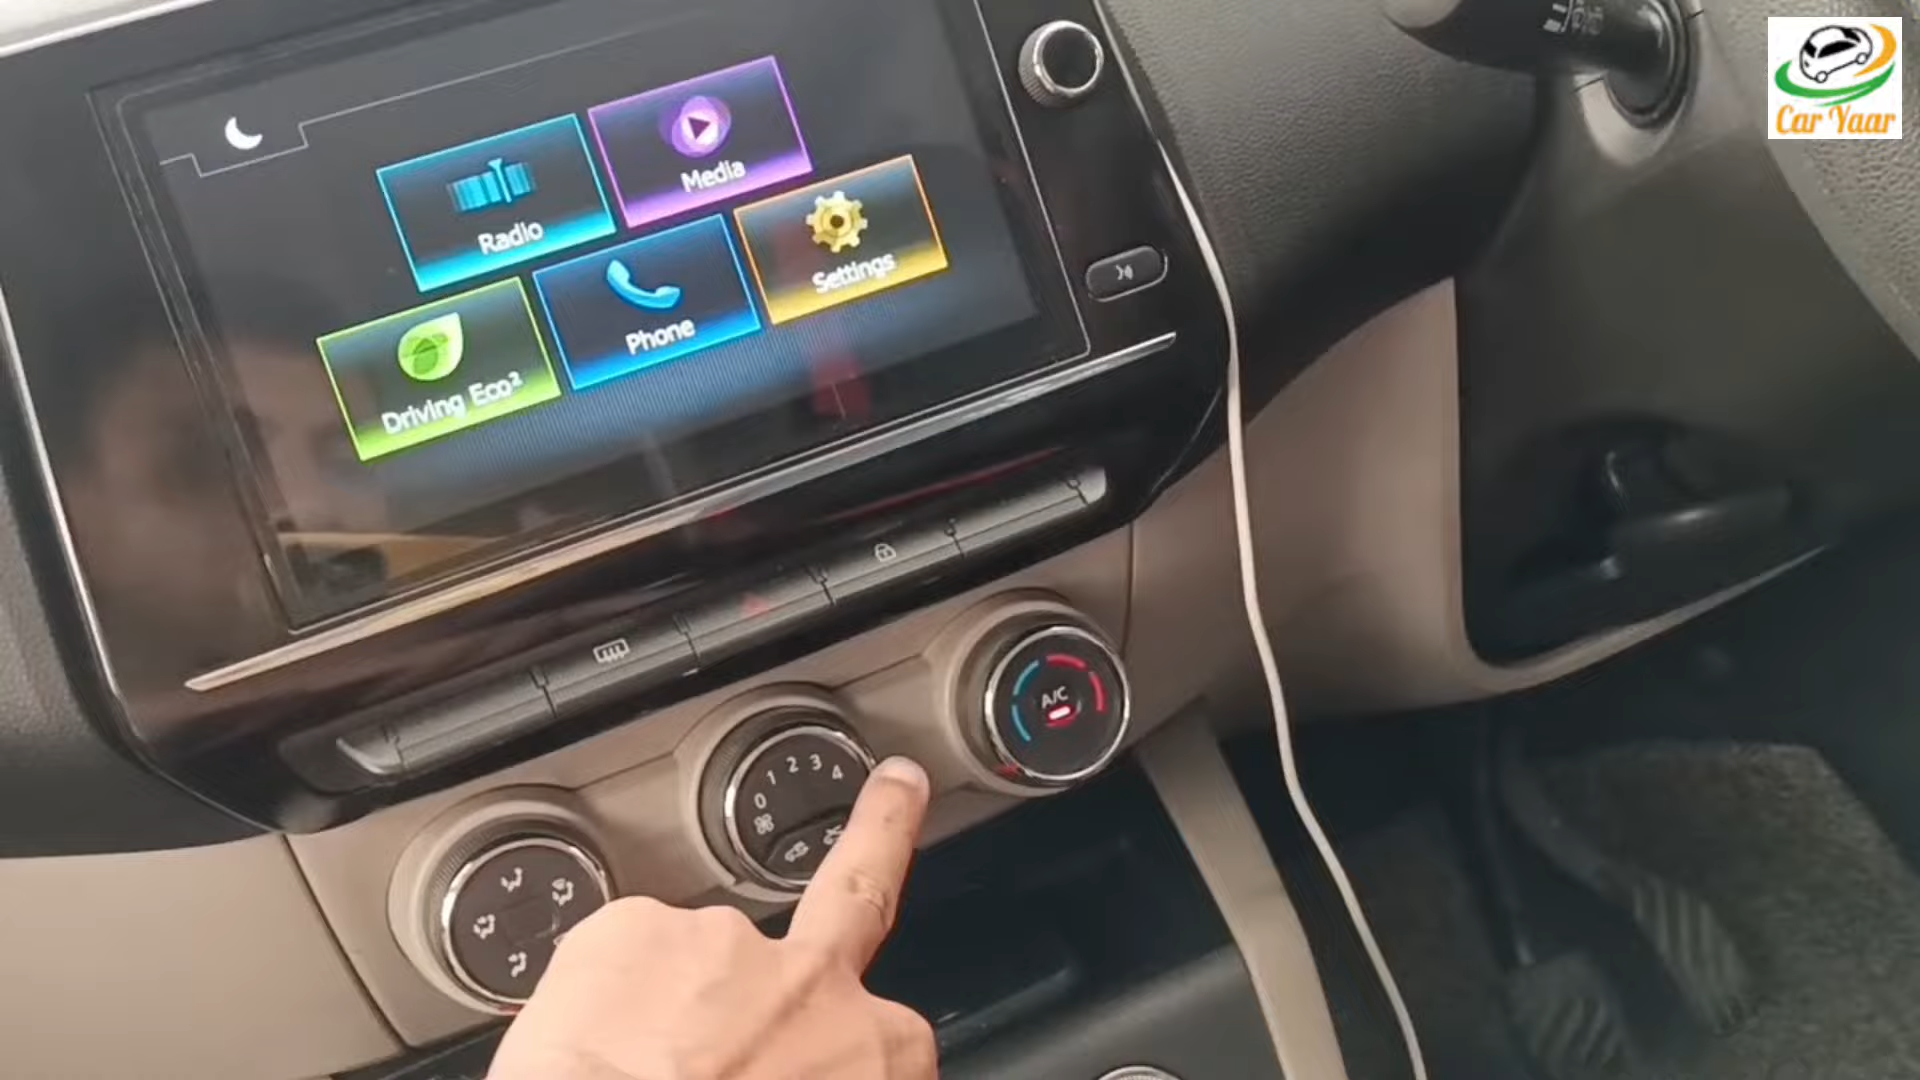 Car Yaar
Media
Radio
Settings
Phone
Driving Eco²
A/C
0 1 2 3 4